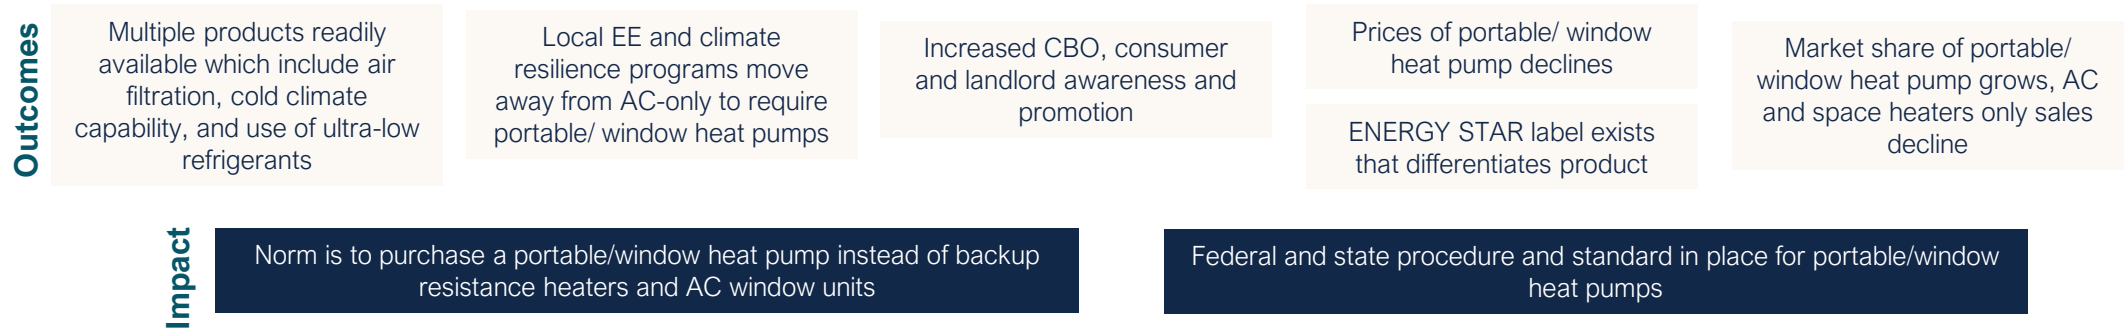 Outcomes
Multiple products readily
available which include air
filtration, cold climate
capability, and use of ultra-low
refrigerants
Local EE and climate
resilience programs move
away from AC-only to require
portable/ window heat pumps
Increased CBO, consumer
and landlord awareness and
promotion
Prices of portable/ window
heat pump declines
ENERGY STAR label exists
that differentiates product
Market share of portable/
window heat pump grows, AC
and space heaters only sales
decline
Impact
Norm is to purchase a portable/window heat pump instead of backup
resistance heaters and AC window units
Federal and state procedure and standard in place for portable/window
heat pumps